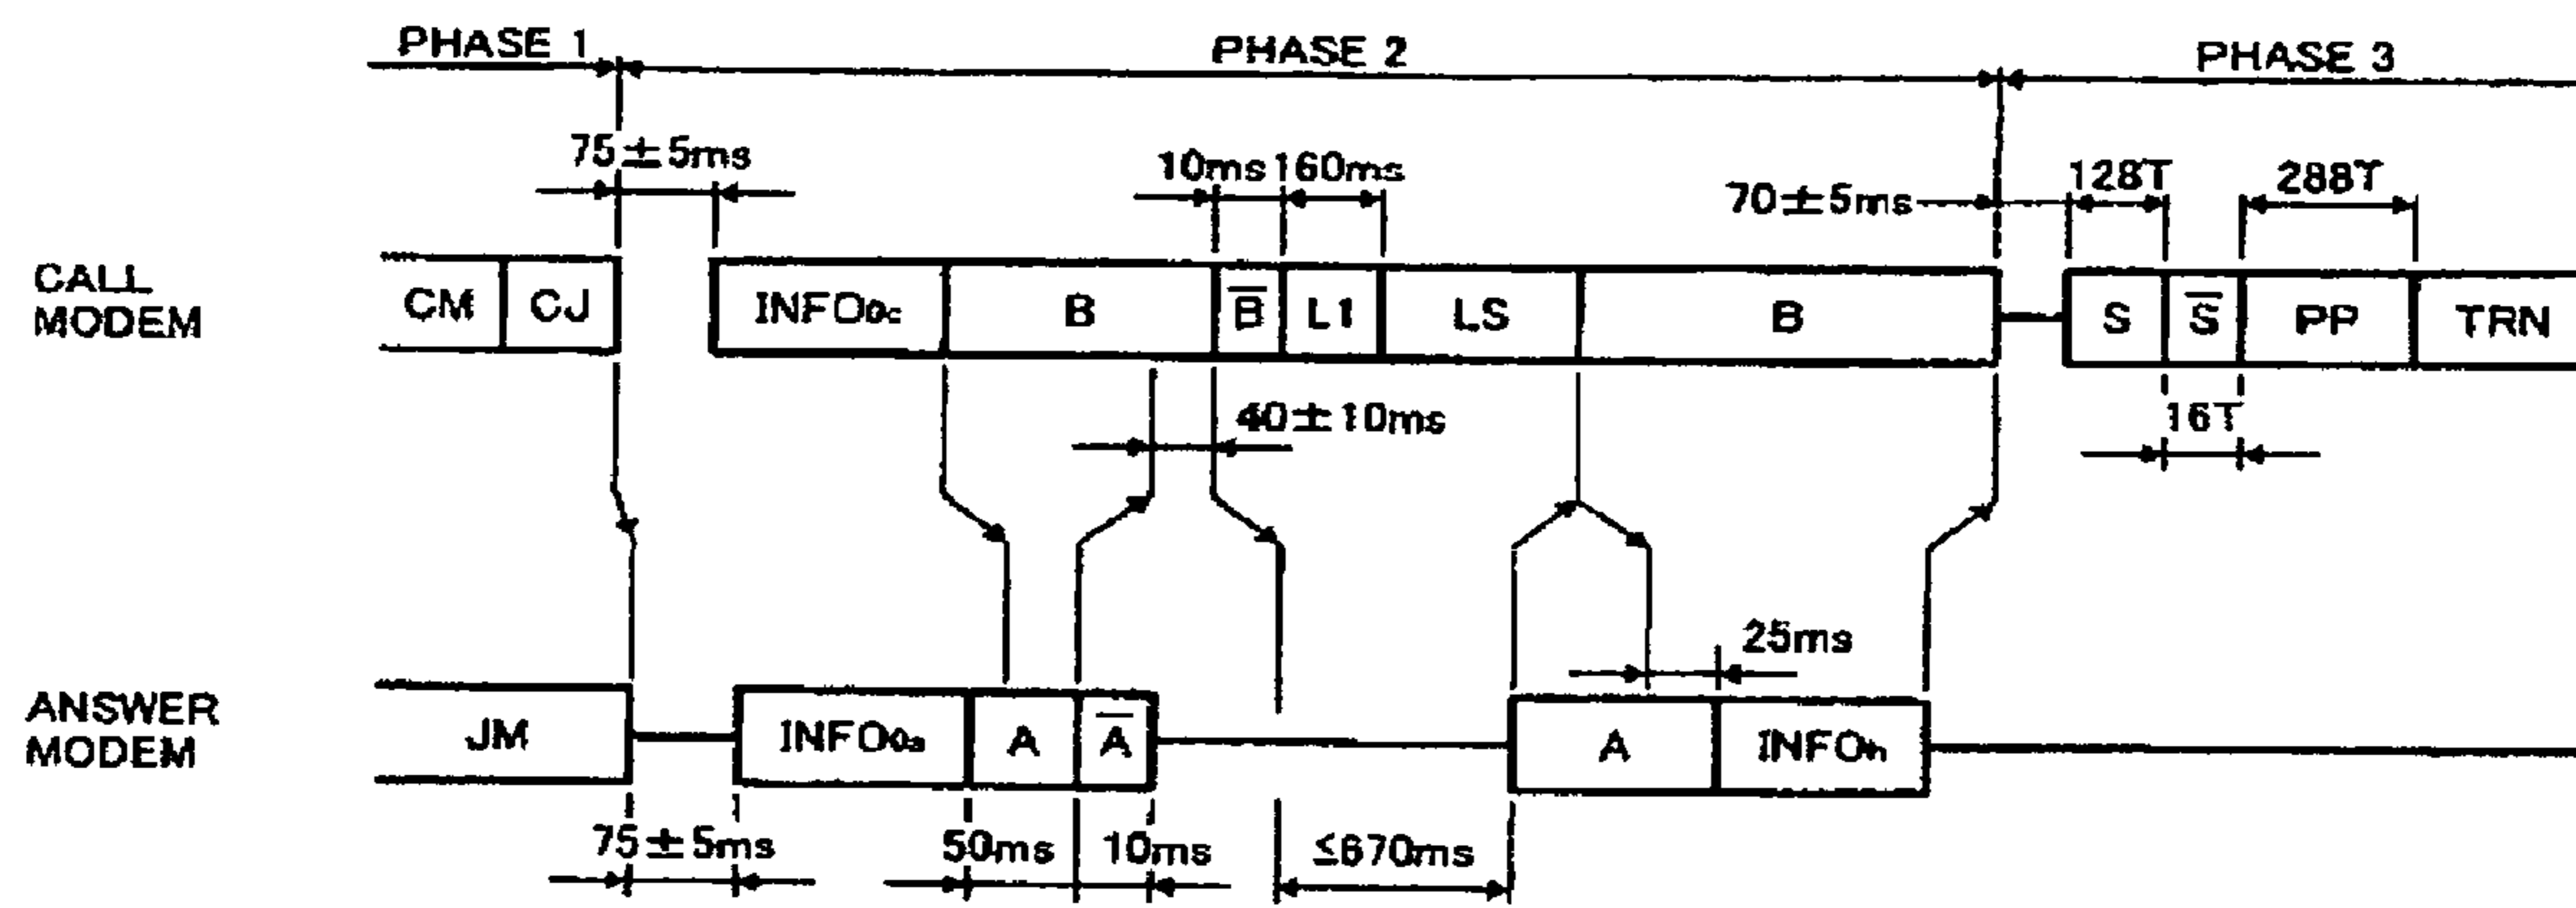 PHASE 1
PHASE 2
PHASE 3
75±5ms
10ms
160ms
70±5ms
128T
288T
CALL
MODEM
CM
CJ
INFO0c
B
B̅
L1
LS
B
S
S̅
PP
TRN
40±10ms
16T
25ms
ANSWER
MODEM
JM
INFO0a
A
A̅
A
INFOh
75±5ms
50ms
10ms
≤670ms